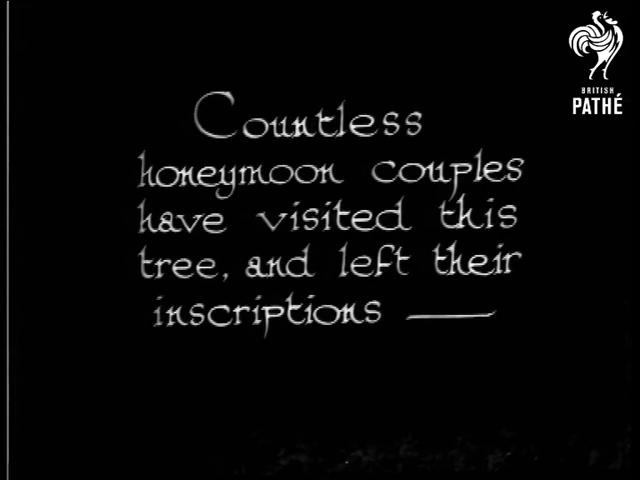 BRITISH
PATHÉ
Countless
honeymoon couples
have visited this
tree, and left their
inscriptions —